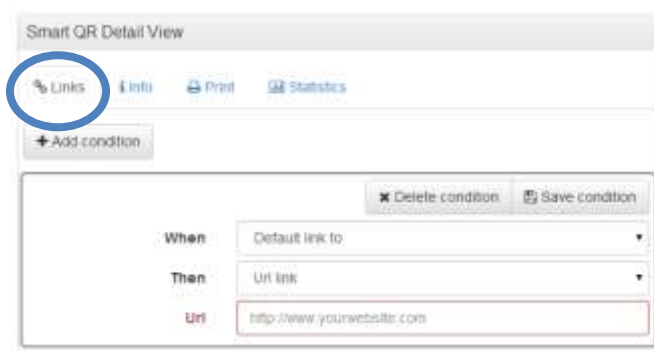 Smart QR Detail View
Links Info Print Statistics
Add condition
Delete condition Save condition
When Default link to
Then Url link
Url http://www.yourwebsite.com